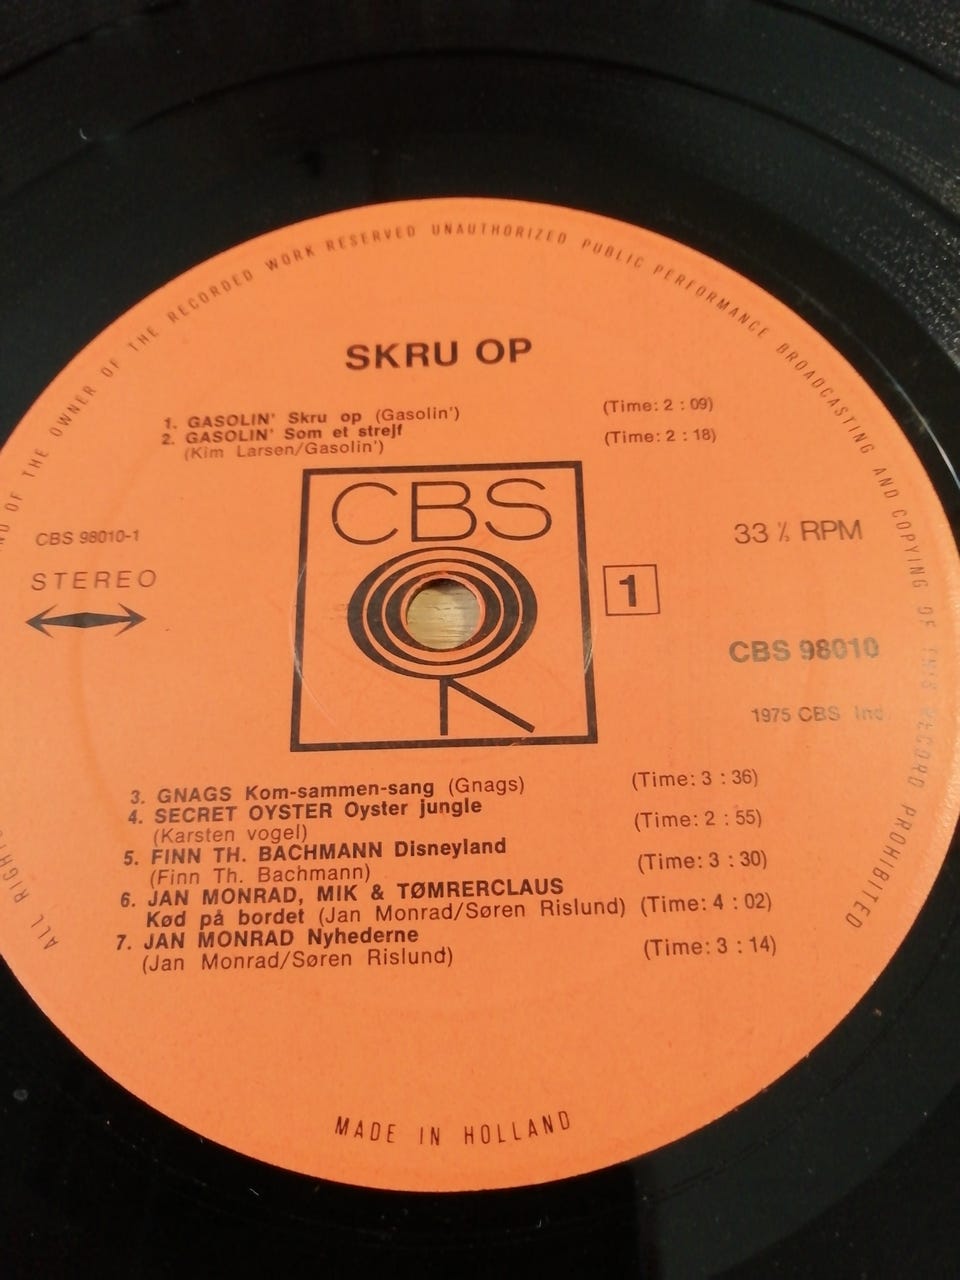 ALL RIGHTS
ND OF THE OWNER OF THE RECORDED WORK RESERVED UNAUTHORIZED PUBLIC PERFORMANCE BROADCASTING AND COPYING OF THIS RECORD PROHIBITED
SKRU OP
1. GASOLIN' Skru op (Gasolin') (Time: 2 : 09)
2. GASOLIN' Som et strejf (Time: 2 : 18)
(Kim Larsen/Gasolin')
CBS
CBS 98010-1
33 ⅓ RPM
STEREO
1
CBS 98010
1975 CBS Inc
3. GNAGS Kom-sammen-sang (Gnags) (Time: 3 : 36)
4. SECRET OYSTER Oyster jungle (Time: 2 : 55)
(Karsten vogel)
5. FINN TH. BACHMANN Disneyland (Time: 3 : 30)
(Finn Th. Bachmann)
6. JAN MONRAD, MIK & TØMRERCLAUS
Kød på bordet (Jan Monrad/Søren Rislund) (Time: 4 : 02)
7. JAN MONRAD Nyhederne (Time: 3 : 14)
(Jan Monrad/Søren Rislund)
MADE IN HOLLAND